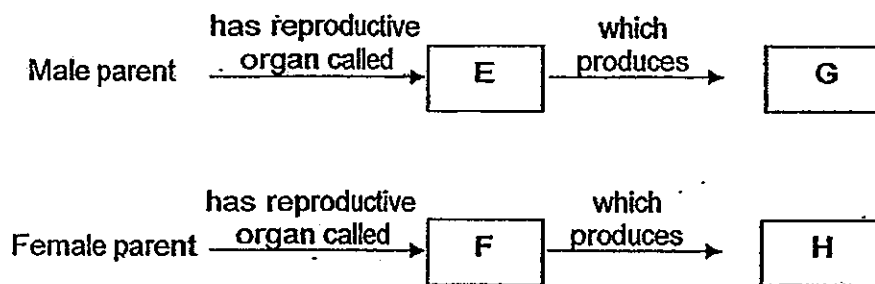 has reproductive which
Male parent organ called E produces G
has reproductive which
Female parent organ called F produces H